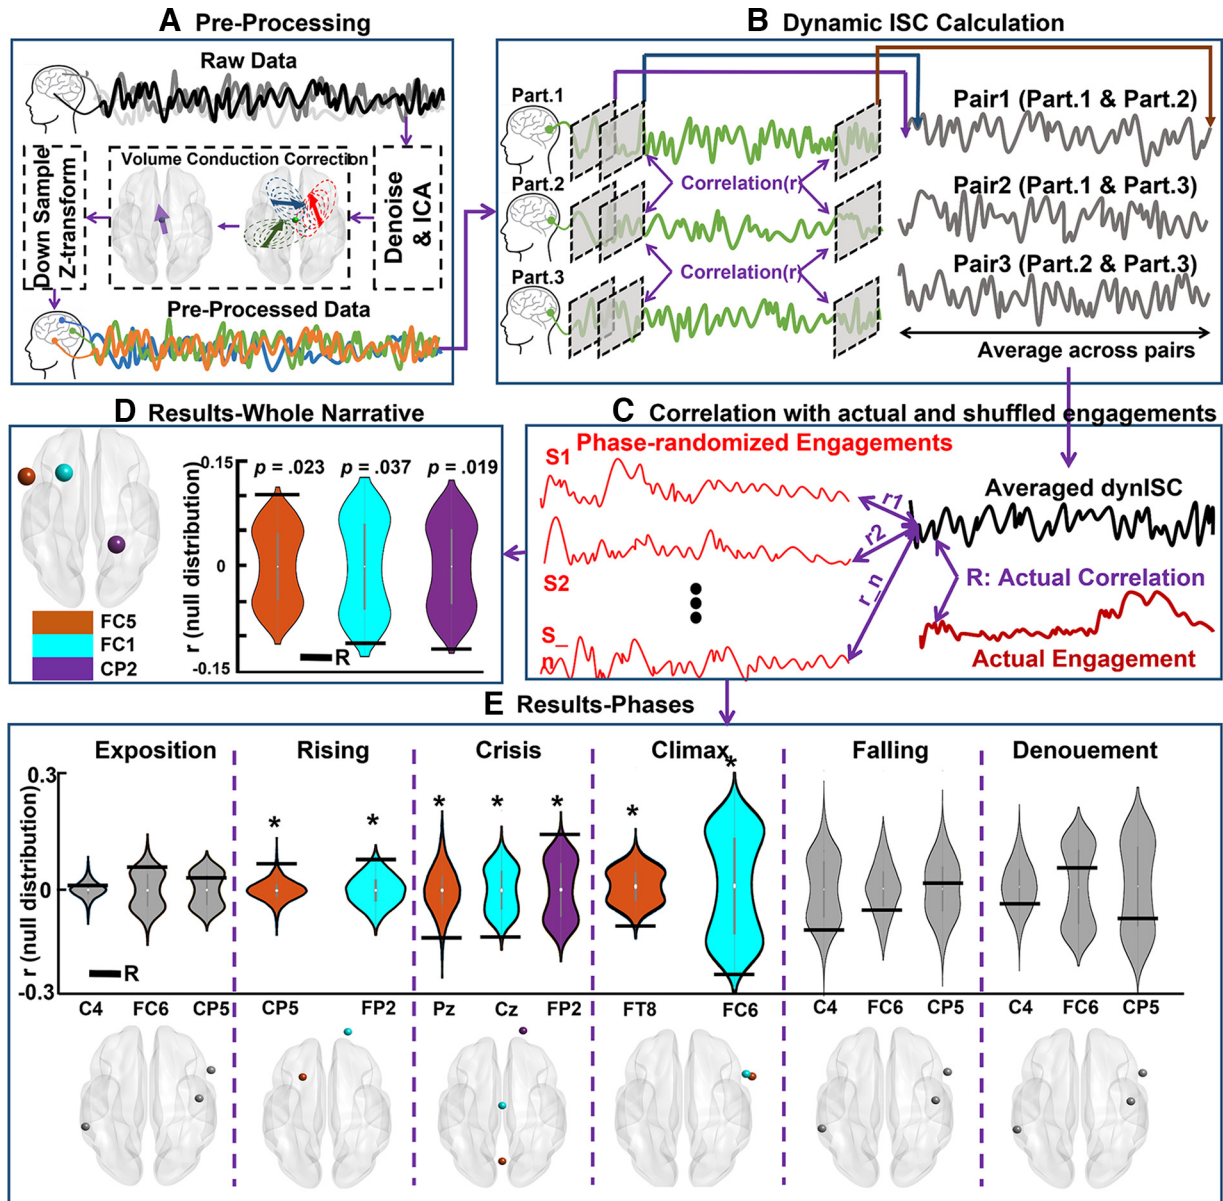 A Pre-Processing
Raw Data
Volume Conduction Correction
Down Sample
Z-transform
Denoise
& ICA
Pre-Processed Data
B Dynamic ISC Calculation
Part.1
Part.2
Part.3
Correlation(r)
Correlation(r)
Pair1 (Part.1 & Part.2)
Pair2 (Part.1 & Part.3)
Pair3 (Part.2 & Part.3)
Average across pairs
C Correlation with actual and shuffled engagements
Phase-randomized Engagements
S1
S2
S_
n
r1
r2
r_n
Averaged dynISC
R: Actual Correlation
Actual Engagement
D Results-Whole Narrative
FC5
FC1
CP2
r (null distribution)
0.15
0
-0.15
p = .023
p = .037
p = .019
R
E Results-Phases
Exposition Rising Crisis Climax Falling Denouement
r (null distribution)
0.3
0
-0.3
* * * * * * *
R
C4 FC6 CP5 CP5 FP2 Pz Cz FP2 FT8 FC6 C4 FC6 CP5 C4 FC6 CP5